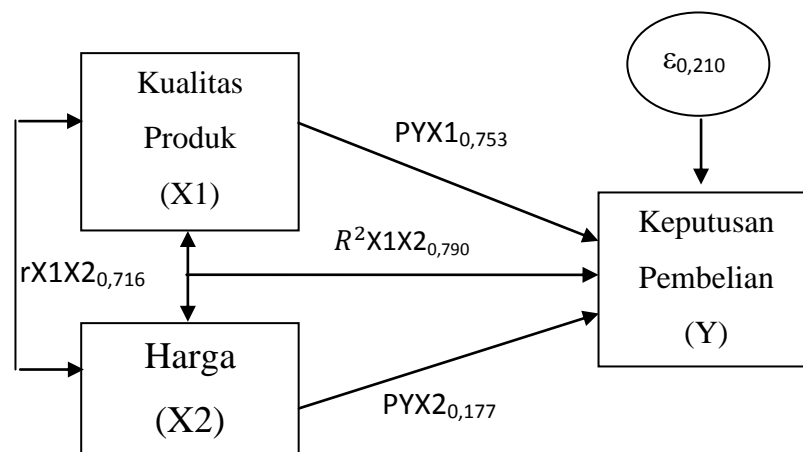 Kualitas
Produk
(X1)
ε0,210
PYX10,753
Keputusan
Pembelian
(Y)
R²X1X20,790
rX1X20,716
Harga
(X2)
PYX20,177